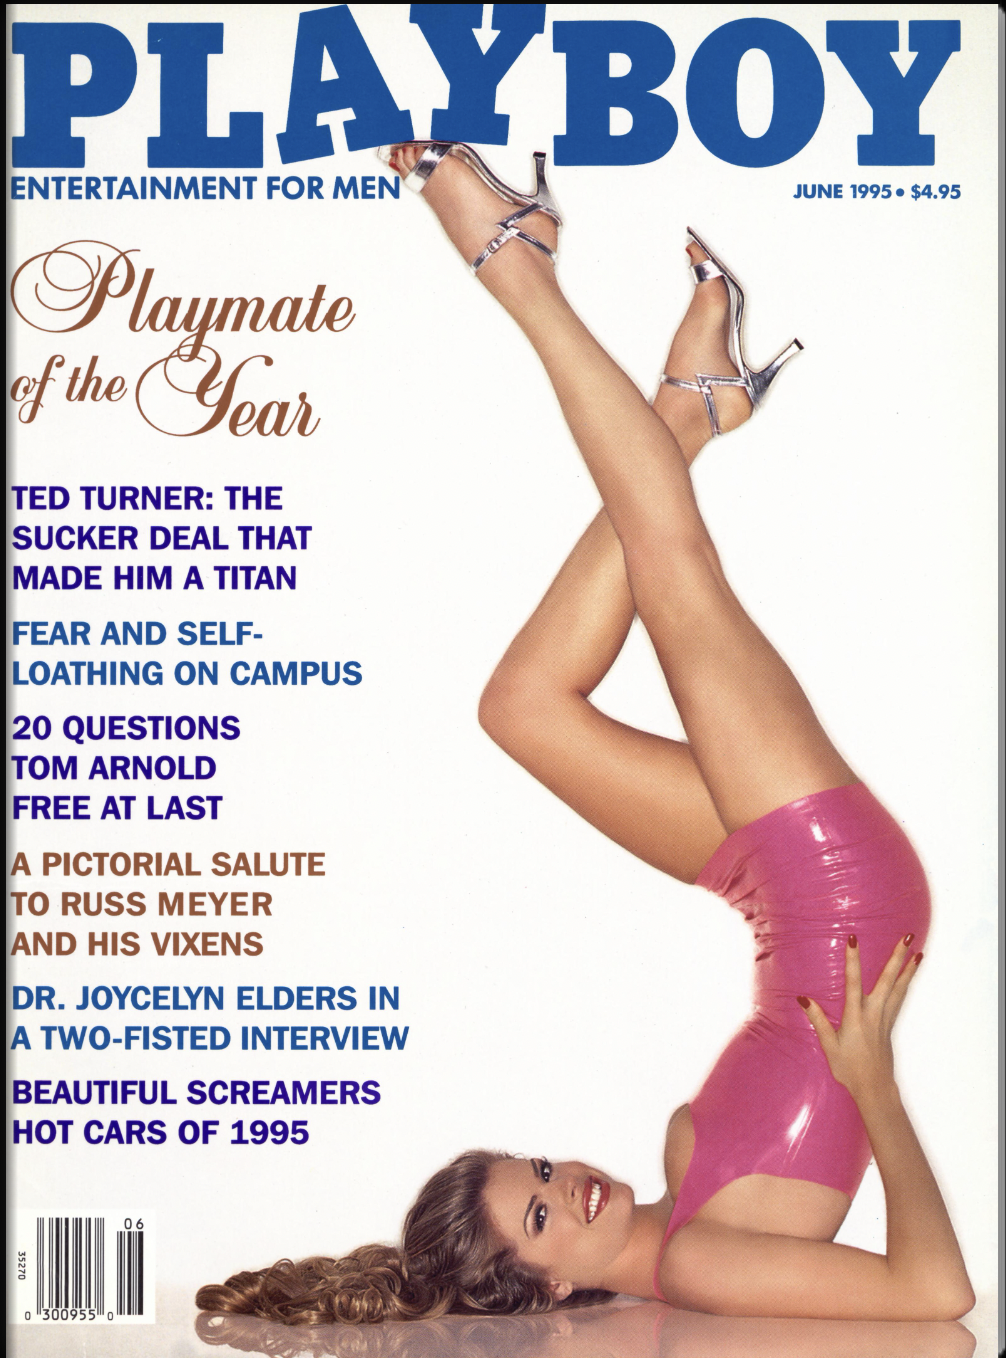 PLAYBOY
ENTERTAINMENT FOR MEN
JUNE 1995 • $4.95
Playmate
of the Year
TED TURNER: THE
SUCKER DEAL THAT
MADE HIM A TITAN
FEAR AND SELF-
LOATHING ON CAMPUS
20 QUESTIONS
TOM ARNOLD
FREE AT LAST
A PICTORIAL SALUTE
TO RUSS MEYER
AND HIS VIXENS
DR. JOYCELYN ELDERS IN
A TWO-FISTED INTERVIEW
BEAUTIFUL SCREAMERS
HOT CARS OF 1995
06
35270
0 300955 0